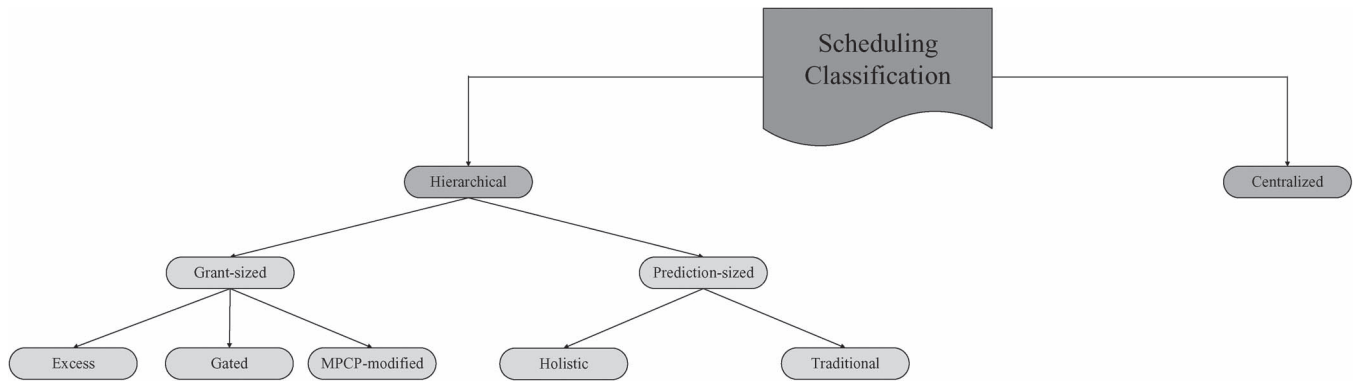 Scheduling
Classification
Hierarchical
Centralized
Grant-sized
Prediction-sized
Excess
Gated
MPCP-modified
Holistic
Traditional